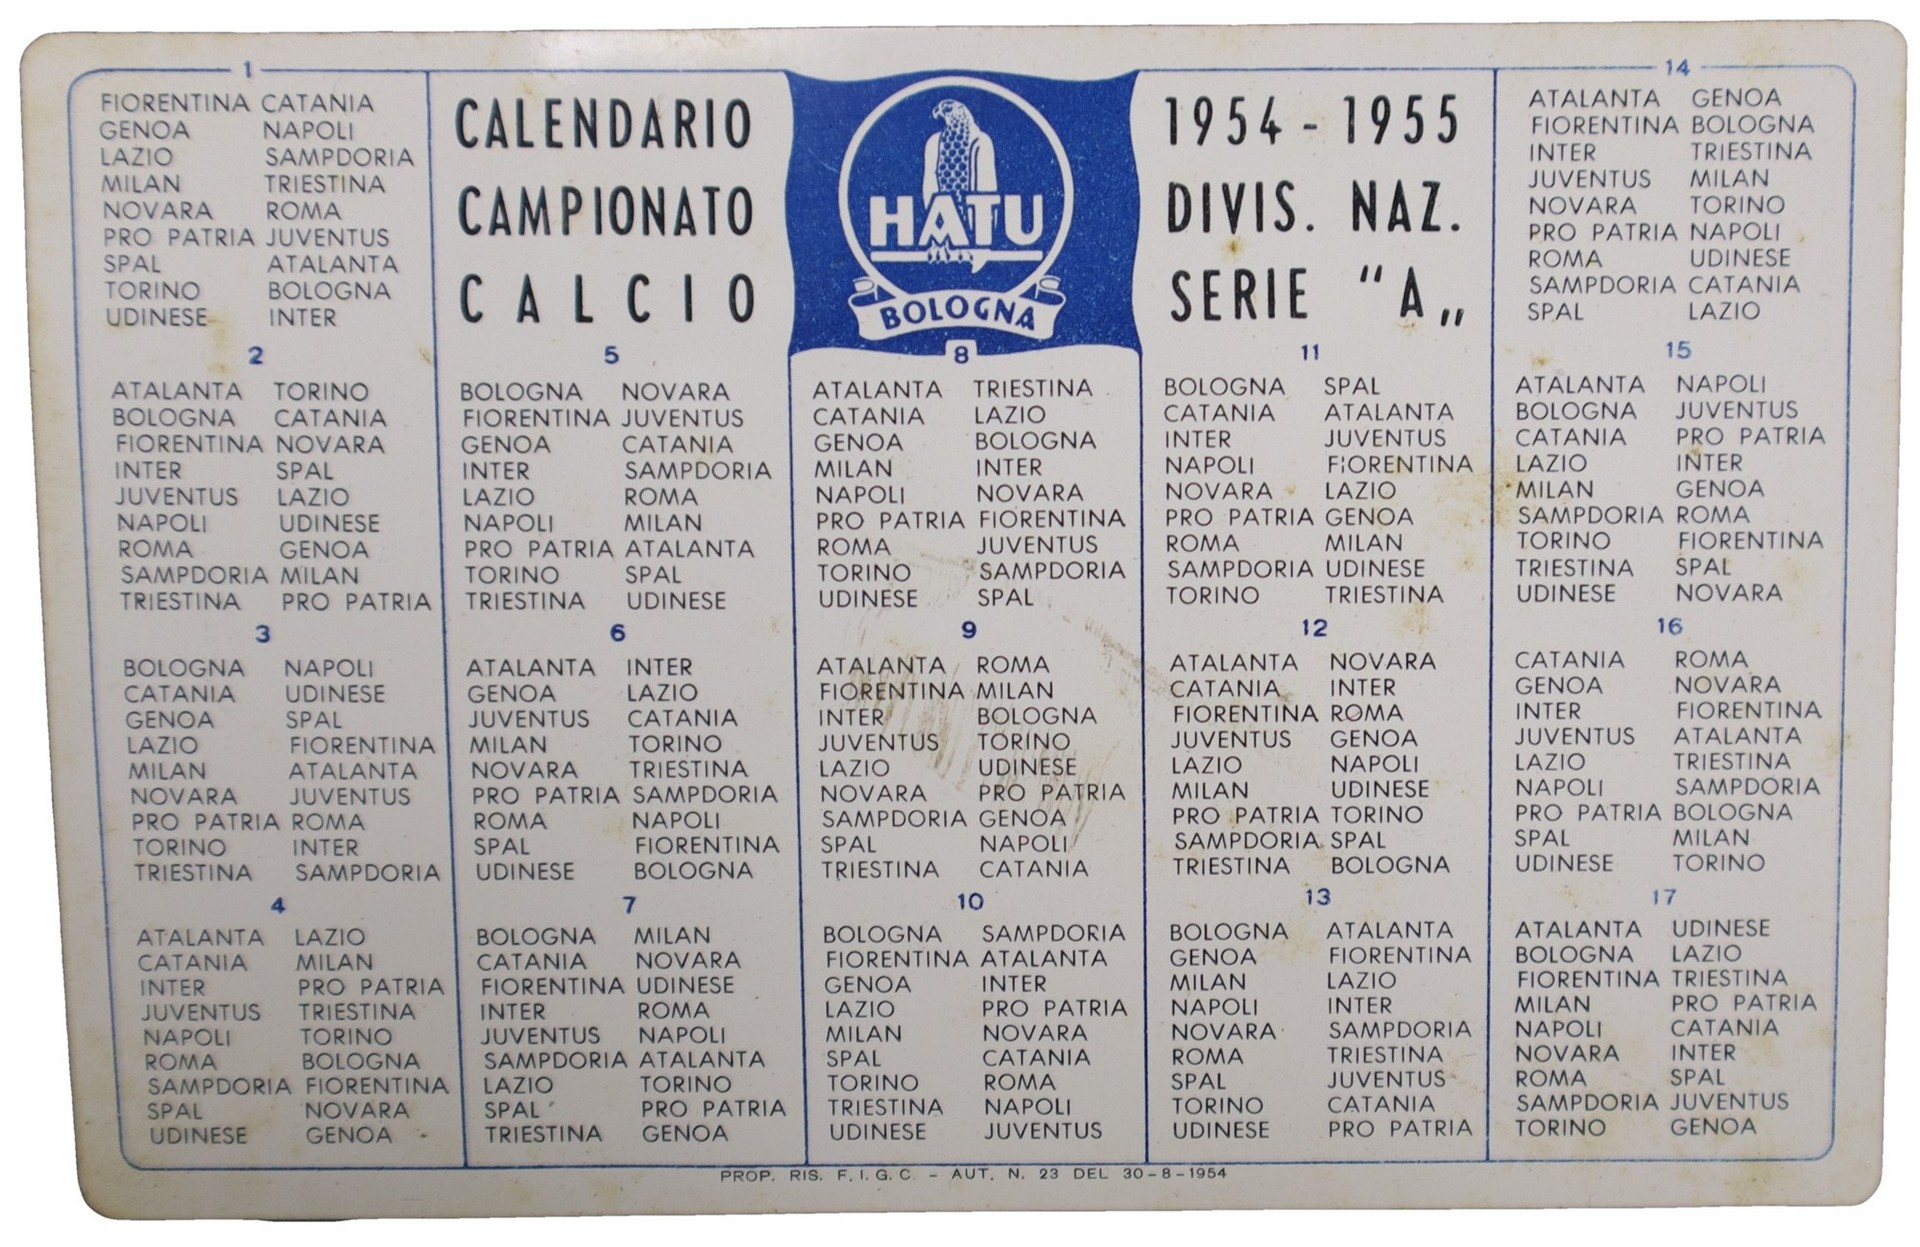 CALENDARIO
CAMPIONATO
CALCIO
HATU
BOLOGNA
1954 - 1955
DIVIS. NAZ.
SERIE "A„
1
FIORENTINA CATANIA
GENOA NAPOLI
LAZIO SAMPDORIA
MILAN TRIESTINA
NOVARA ROMA
PRO PATRIA JUVENTUS
SPAL ATALANTA
TORINO BOLOGNA
UDINESE INTER
2
ATALANTA TORINO
BOLOGNA CATANIA
FIORENTINA NOVARA
INTER SPAL
JUVENTUS LAZIO
NAPOLI UDINESE
ROMA GENOA
SAMPDORIA MILAN
TRIESTINA PRO PATRIA
3
BOLOGNA NAPOLI
CATANIA UDINESE
GENOA SPAL
LAZIO FIORENTINA
MILAN ATALANTA
NOVARA JUVENTUS
PRO PATRIA ROMA
TORINO INTER
TRIESTINA SAMPDORIA
4
ATALANTA LAZIO
CATANIA MILAN
INTER PRO PATRIA
JUVENTUS TRIESTINA
NAPOLI TORINO
ROMA BOLOGNA
SAMPDORIA FIORENTINA
SPAL NOVARA
UDINESE GENOA
5
BOLOGNA NOVARA
FIORENTINA JUVENTUS
GENOA CATANIA
INTER SAMPDORIA
LAZIO ROMA
NAPOLI MILAN
PRO PATRIA ATALANTA
TORINO SPAL
TRIESTINA UDINESE
6
ATALANTA INTER
GENOA LAZIO
JUVENTUS CATANIA
MILAN TORINO
NOVARA TRIESTINA
PRO PATRIA SAMPDORIA
ROMA NAPOLI
SPAL FIORENTINA
UDINESE BOLOGNA
7
BOLOGNA MILAN
CATANIA NOVARA
FIORENTINA UDINESE
INTER ROMA
JUVENTUS NAPOLI
SAMPDORIA ATALANTA
LAZIO TORINO
SPAL PRO PATRIA
TRIESTINA GENOA
8
ATALANTA TRIESTINA
CATANIA LAZIO
GENOA BOLOGNA
MILAN INTER
NAPOLI NOVARA
PRO PATRIA FIORENTINA
ROMA JUVENTUS
TORINO SAMPDORIA
UDINESE SPAL
9
ATALANTA ROMA
FIORENTINA MILAN
INTER BOLOGNA
JUVENTUS TORINO
LAZIO UDINESE
NOVARA PRO PATRIA
SAMPDORIA GENOA
SPAL NAPOLI
TRIESTINA CATANIA
10
BOLOGNA SAMPDORIA
FIORENTINA ATALANTA
GENOA INTER
LAZIO PRO PATRIA
MILAN NOVARA
SPAL CATANIA
TORINO ROMA
TRIESTINA NAPOLI
UDINESE JUVENTUS
11
BOLOGNA SPAL
CATANIA ATALANTA
INTER JUVENTUS
NAPOLI FIORENTINA
NOVARA LAZIO
PRO PATRIA GENOA
ROMA MILAN
SAMPDORIA UDINESE
TORINO TRIESTINA
12
ATALANTA NOVARA
CATANIA INTER
FIORENTINA ROMA
JUVENTUS GENOA
LAZIO NAPOLI
MILAN UDINESE
PRO PATRIA TORINO
SAMPDORIA SPAL
TRIESTINA BOLOGNA
13
BOLOGNA ATALANTA
GENOA FIORENTINA
MILAN LAZIO
NAPOLI INTER
NOVARA SAMPDORIA
ROMA TRIESTINA
SPAL JUVENTUS
TORINO CATANIA
UDINESE PRO PATRIA
14
ATALANTA GENOA
FIORENTINA BOLOGNA
INTER TRIESTINA
JUVENTUS MILAN
NOVARA TORINO
PRO PATRIA NAPOLI
ROMA UDINESE
SAMPDORIA CATANIA
SPAL LAZIO
15
ATALANTA NAPOLI
BOLOGNA JUVENTUS
CATANIA PRO PATRIA
LAZIO INTER
MILAN GENOA
SAMPDORIA ROMA
TORINO FIORENTINA
TRIESTINA SPAL
UDINESE NOVARA
16
CATANIA ROMA
GENOA NOVARA
INTER FIORENTINA
JUVENTUS ATALANTA
LAZIO TRIESTINA
NAPOLI SAMPDORIA
PRO PATRIA BOLOGNA
SPAL MILAN
UDINESE TORINO
17
ATALANTA UDINESE
BOLOGNA LAZIO
FIORENTINA TRIESTINA
MILAN PRO PATRIA
NAPOLI CATANIA
NOVARA INTER
ROMA SPAL
SAMPDORIA JUVENTUS
TORINO GENOA
PROP. RIS. F.I.G.C. - AUT. N. 23 DEL 30-8-1954